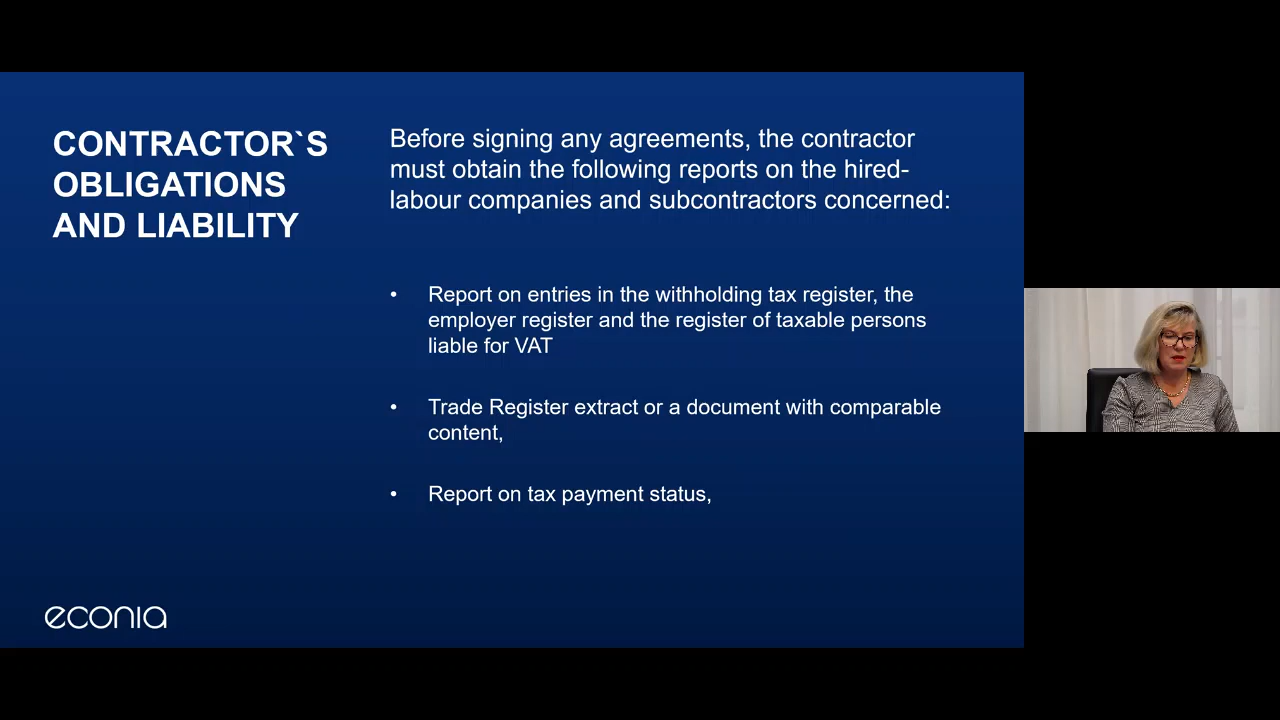 CONTRACTOR`S
OBLIGATIONS
AND LIABILITY
Before signing any agreements, the contractor
must obtain the following reports on the hired-
labour companies and subcontractors concerned:
• Report on entries in the withholding tax register, the
employer register and the register of taxable persons
liable for VAT
• Trade Register extract or a document with comparable
content,
• Report on tax payment status,
econia